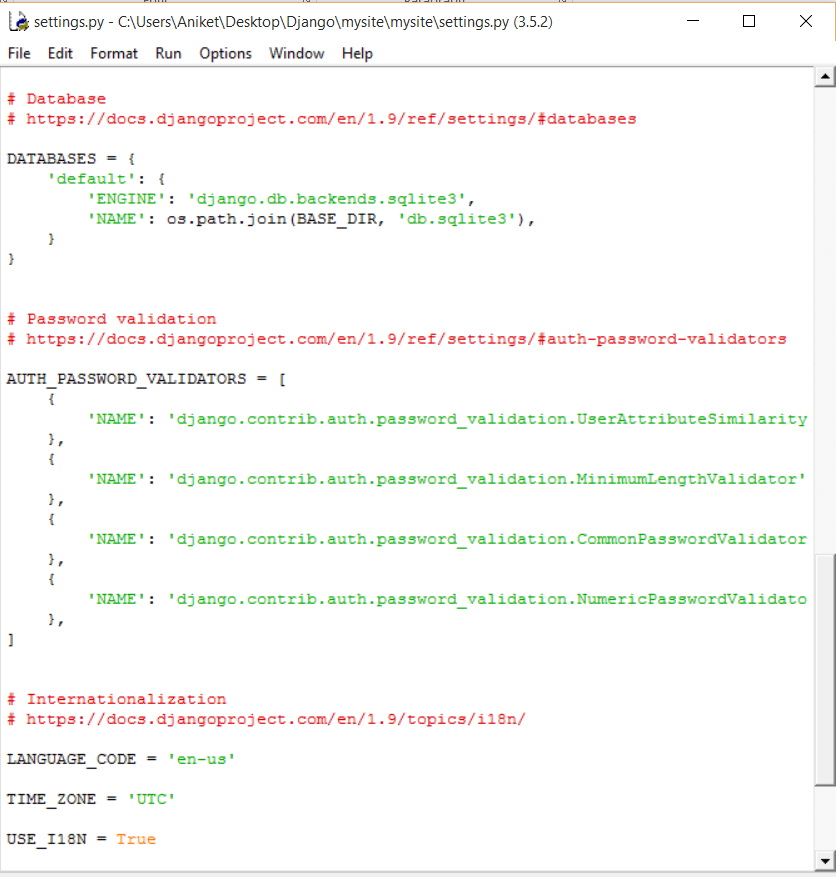 settings.py - C:\Users\Aniket\Desktop\Django\mysite\mysite\settings.py (3.5.2)
File Edit Format Run Options Window Help
# Database
# https://docs.djangoproject.com/en/1.9/ref/settings/#databases
DATABASES = {
    'default': {
        'ENGINE': 'django.db.backends.sqlite3',
        'NAME': os.path.join(BASE_DIR, 'db.sqlite3'),
    }
}
# Password validation
# https://docs.djangoproject.com/en/1.9/ref/settings/#auth-password-validators
AUTH_PASSWORD_VALIDATORS = [
    {
        'NAME': 'django.contrib.auth.password_validation.UserAttributeSimilarity
    },
    {
        'NAME': 'django.contrib.auth.password_validation.MinimumLengthValidator'
    },
    {
        'NAME': 'django.contrib.auth.password_validation.CommonPasswordValidator
    },
    {
        'NAME': 'django.contrib.auth.password_validation.NumericPasswordValidato
    },
]
# Internationalization
# https://docs.djangoproject.com/en/1.9/topics/i18n/
LANGUAGE_CODE = 'en-us'
TIME_ZONE = 'UTC'
USE_I18N = True